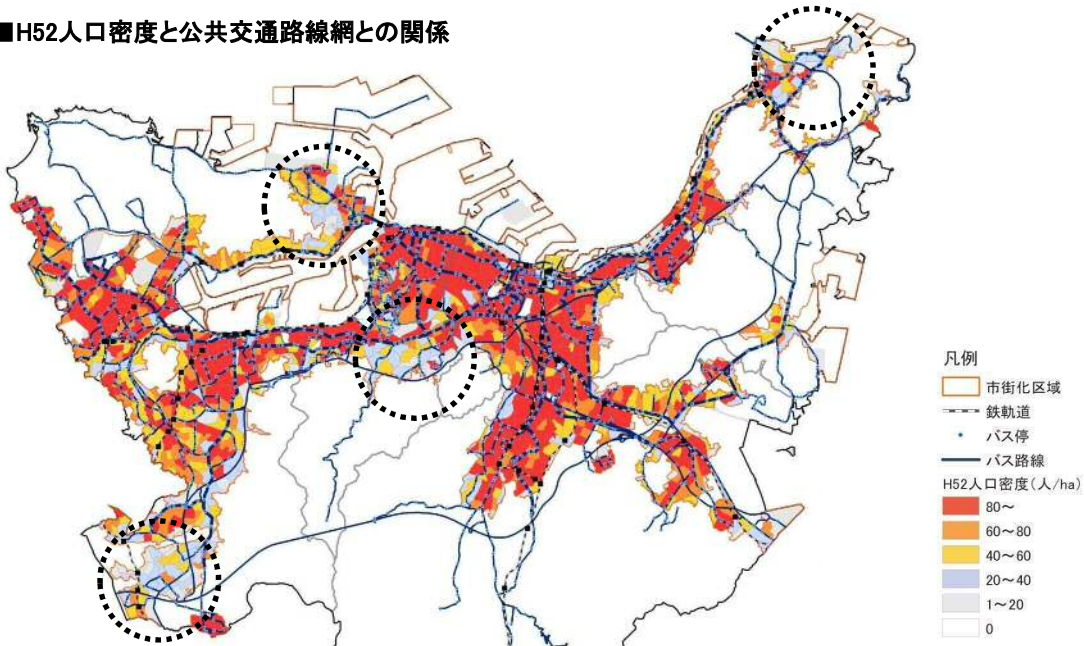 ■H52人口密度と公共交通路線網との関係
凡例
市街化区域
鉄軌道
バス停
バス路線
H52人口密度(人/ha)
80～
60～80
40～60
20～40
1～20
0